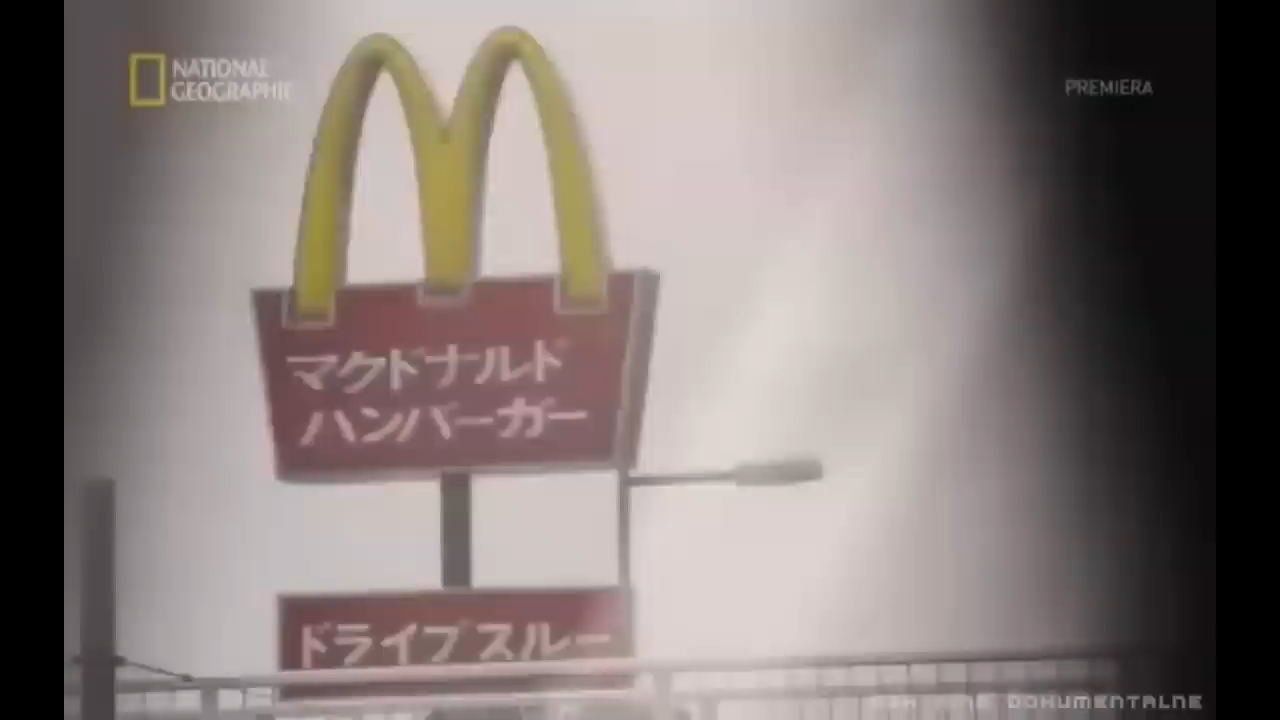 NATIONAL
GEOGRAPHIC
PREMIERA
マクドナルド
ハンバーガー
ドライブスルー
DOKUMENTALNE